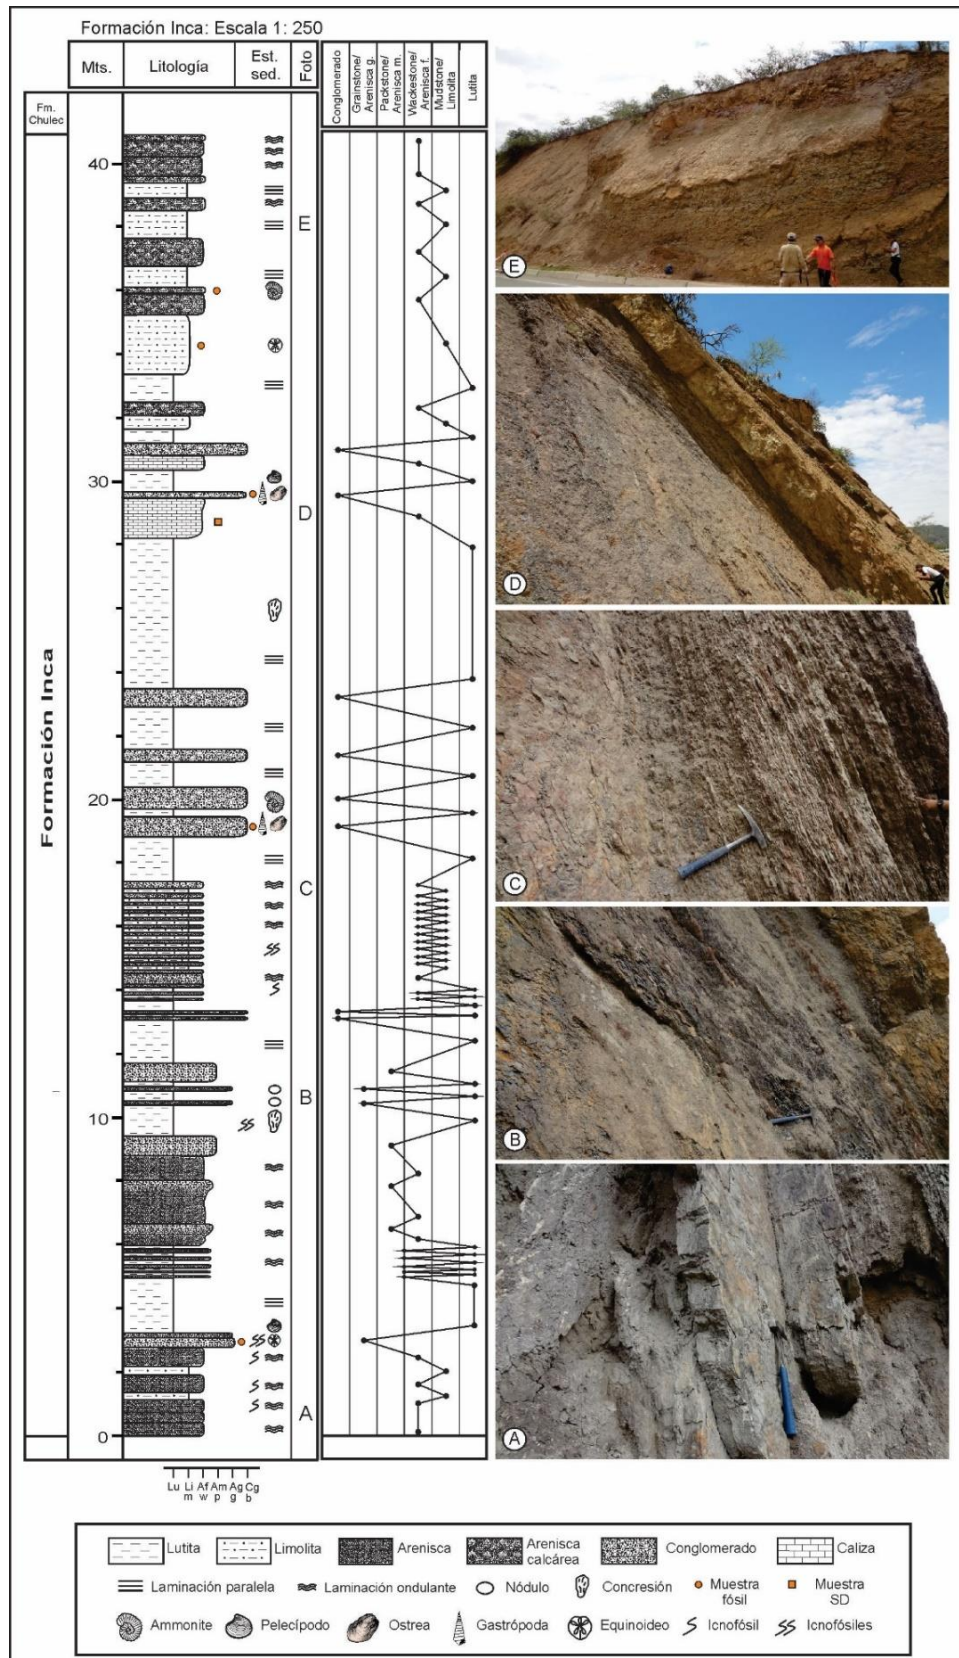 Formación Inca: Escala 1: 250
Mts.
Litología
Est.
sed.
Foto
Conglomerado
Grainstone/
Arenisca g.
Packstone/
Arenisca m.
Wackestone/
Arenisca f.
Mudstone/
Limolita
Lutita
Fm.
Chulec
Formación Inca
40
30
20
10
0
E
D
C
B
A
E
D
C
B
A
Lu Li Af Am Ag Cg
m w p g b
Lutita Limolita Arenisca Arenisca calcárea Conglomerado Caliza
Laminación paralela Laminación ondulante Nódulo Concresión Muestra fósil Muestra SD
Ammonite Pelecípodo Ostrea Gastrópoda Equinoideo Icnofósil Icnofósiles